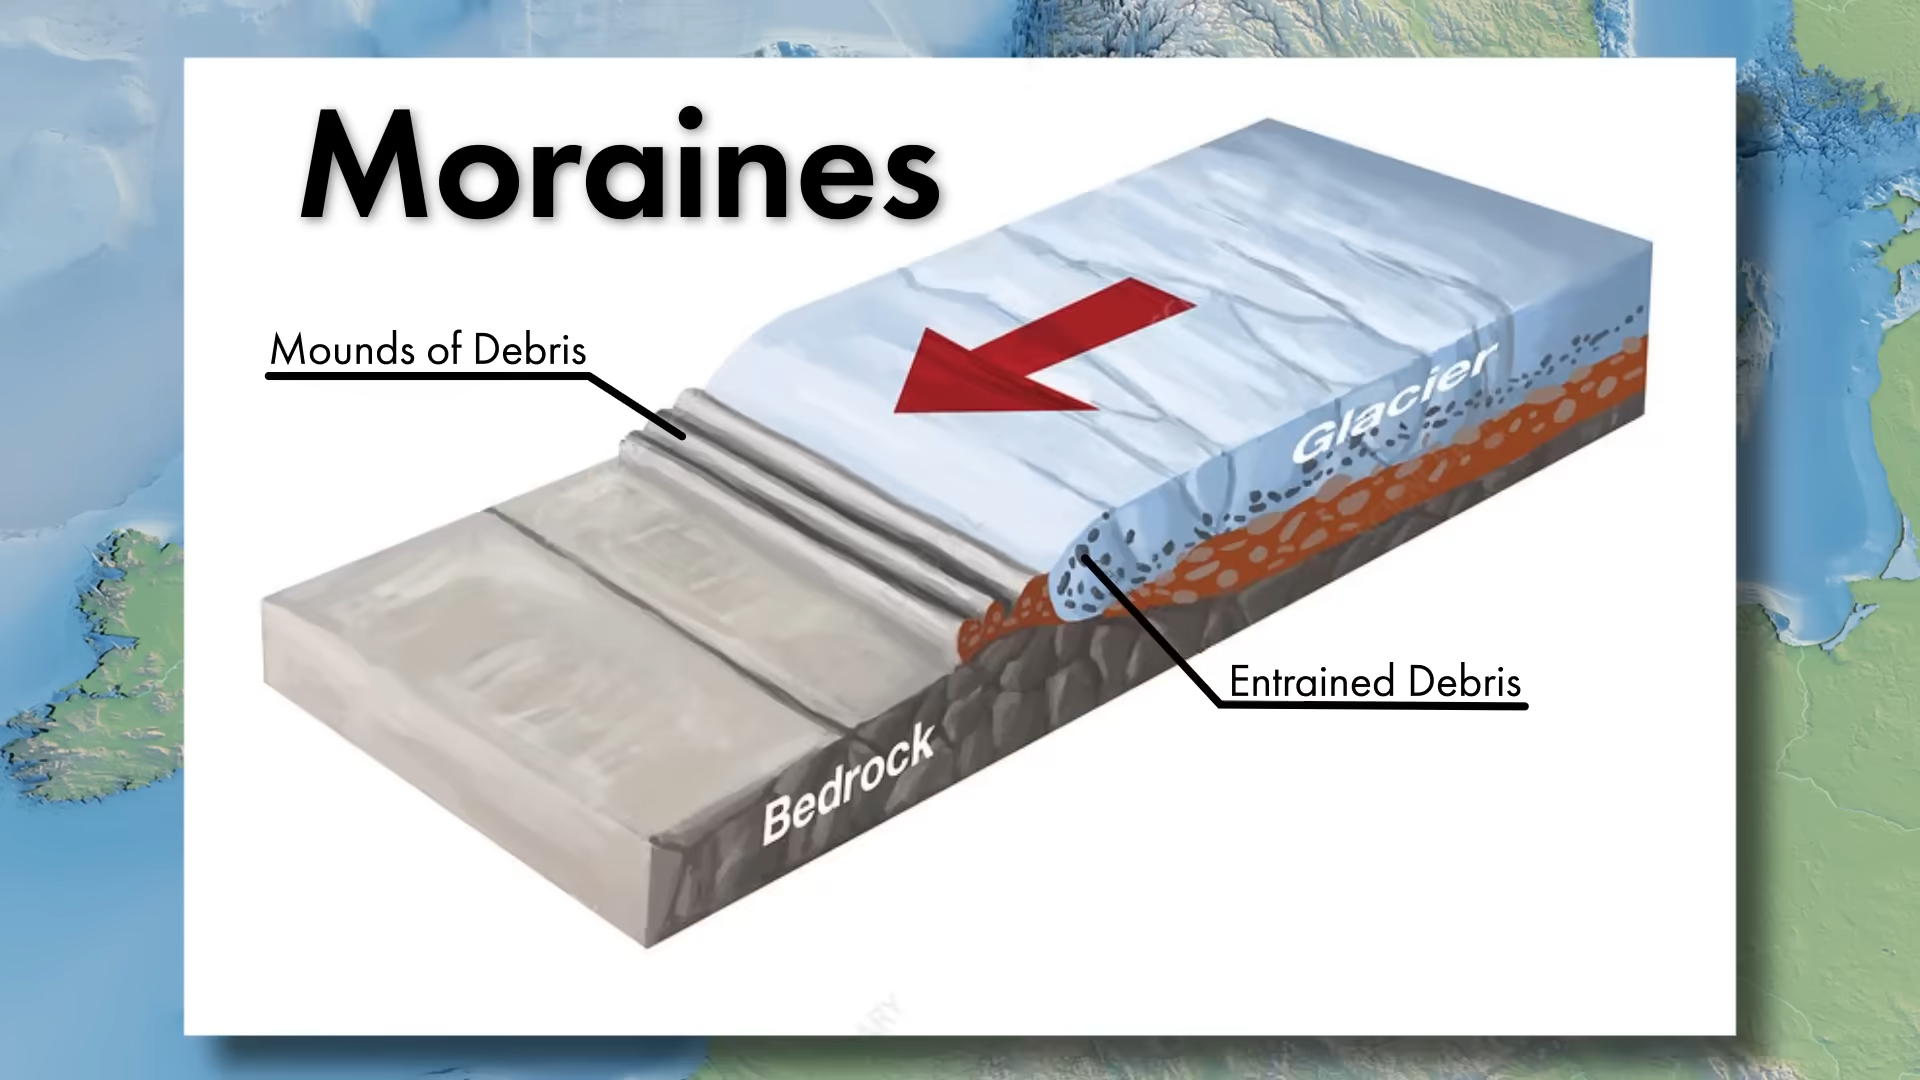 Moraines
Mounds of Debris
Glacier
Entrained Debris
Bedrock